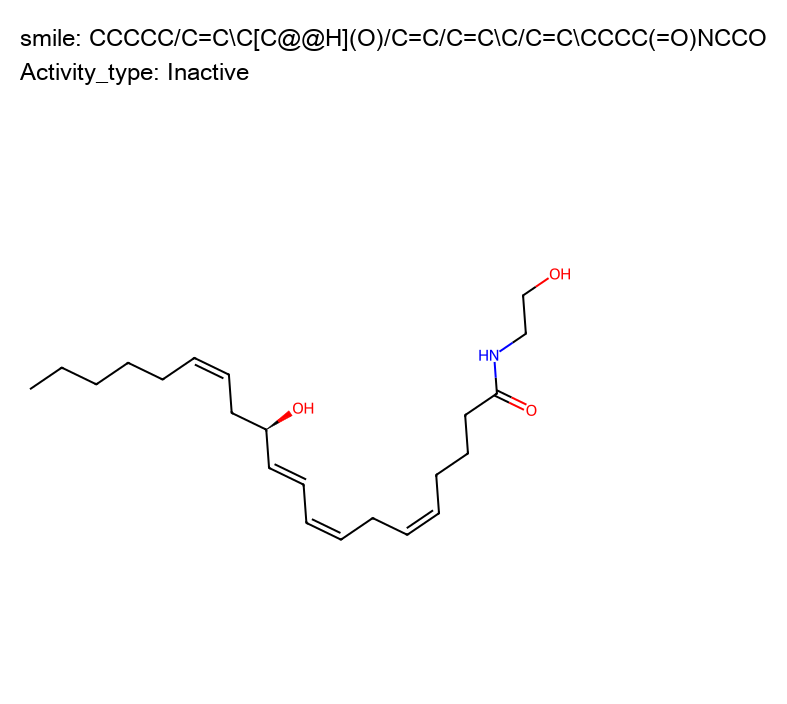 smile: CCCCC/C=C\C[C@@H](O)/C=C/C=C\C/C=C\CCCC(=O)NCCO
Activity_type: Inactive
OH
HN
OH
O